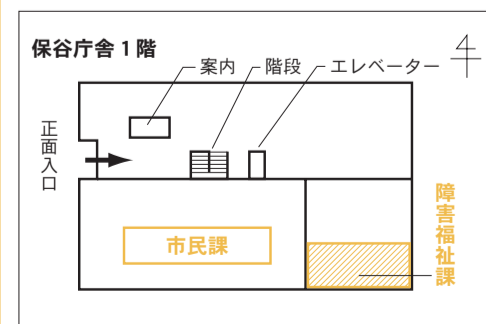 保谷庁舎1階
案内
階段
エレベーター
正面入口
市民課
障害福祉課